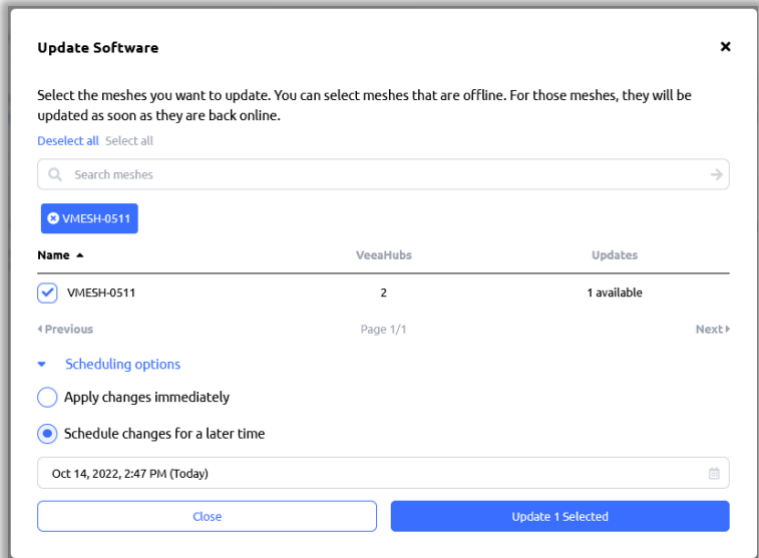 Update Software
Select the meshes you want to update. You can select meshes that are offline. For those meshes, they will be
updated as soon as they are back online.
Deselect all Select all
Search meshes
VMESH-0511
Name VeeaHubs Updates
VMESH-0511 2 1 available
Previous Page 1/1 Next
Scheduling options
Apply changes immediately
Schedule changes for a later time
Oct 14, 2022, 2:47 PM (Today)
Close Update 1 Selected